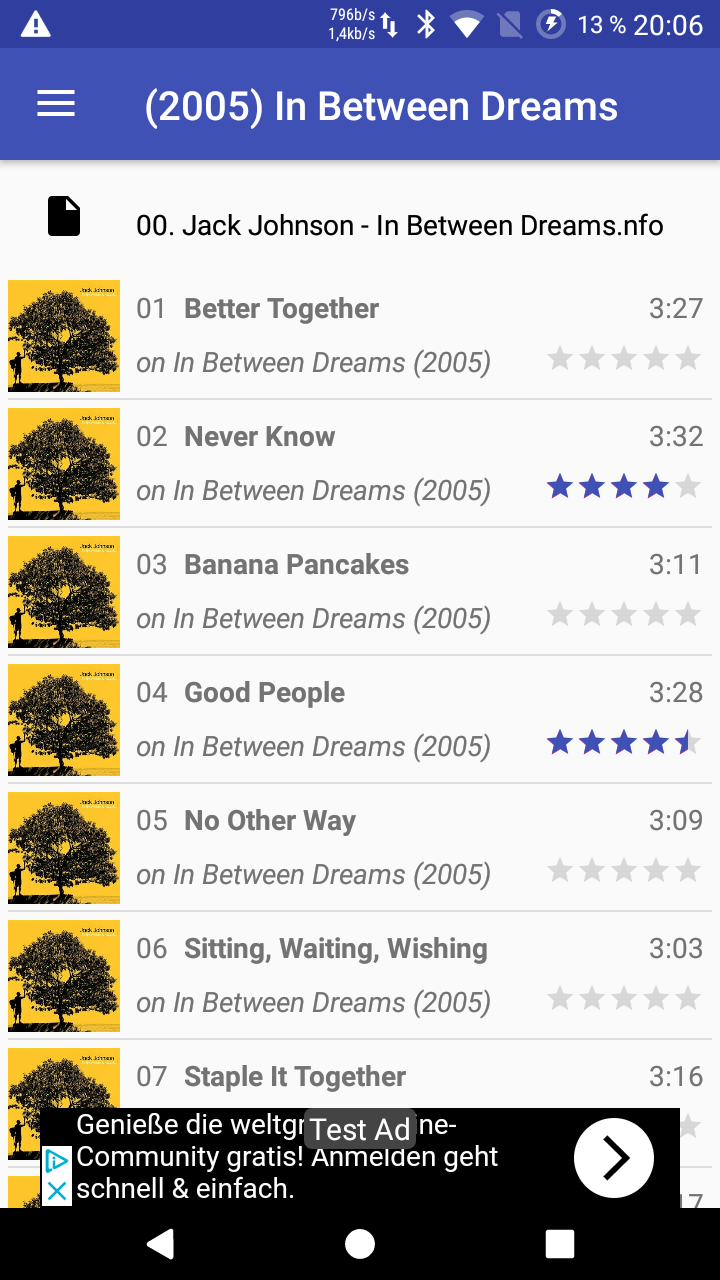 796b/s
1,4kb/s
13 % 20:06
(2005) In Between Dreams
00. Jack Johnson - In Between Dreams.nfo
Jack Johnson
01 Better Together 3:27
on In Between Dreams (2005)
Jack Johnson
02 Never Know 3:32
on In Between Dreams (2005)
Jack Johnson
03 Banana Pancakes 3:11
on In Between Dreams (2005)
Jack Johnson
04 Good People 3:28
on In Between Dreams (2005)
Jack Johnson
05 No Other Way 3:09
on In Between Dreams (2005)
Jack Johnson
06 Sitting, Waiting, Wishing 3:03
on In Between Dreams (2005)
Jack Johnson
07 Staple It Together 3:16
Genieße die weltgr ine-
Test Ad
Community gratis! Anmelden geht
schnell & einfach.
17